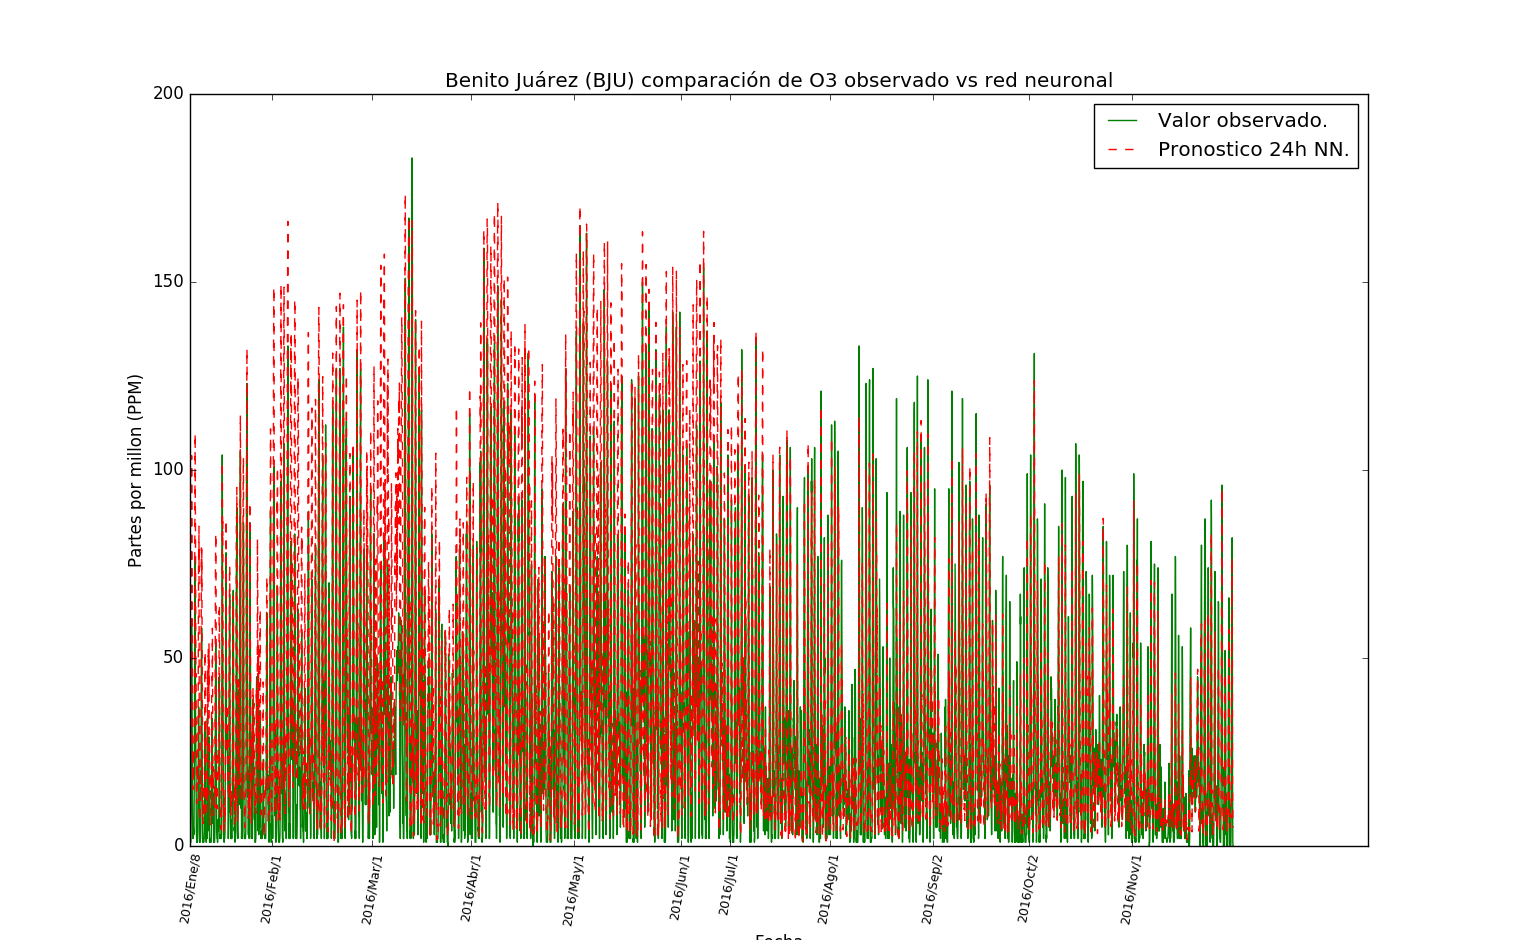 Benito Juárez (BJU) comparación de O3 observado vs red neuronal
200
150
100
50
0
Partes por millon (PPM)
Valor observado.
Pronostico 24h NN.
2016/Ene/8
2016/Feb/1
2016/Mar/1
2016/Abr/1
2016/May/1
2016/Jun/1
2016/Jul/1
2016/Ago/1
2016/Sep/2
2016/Oct/2
2016/Nov/1
Fecha